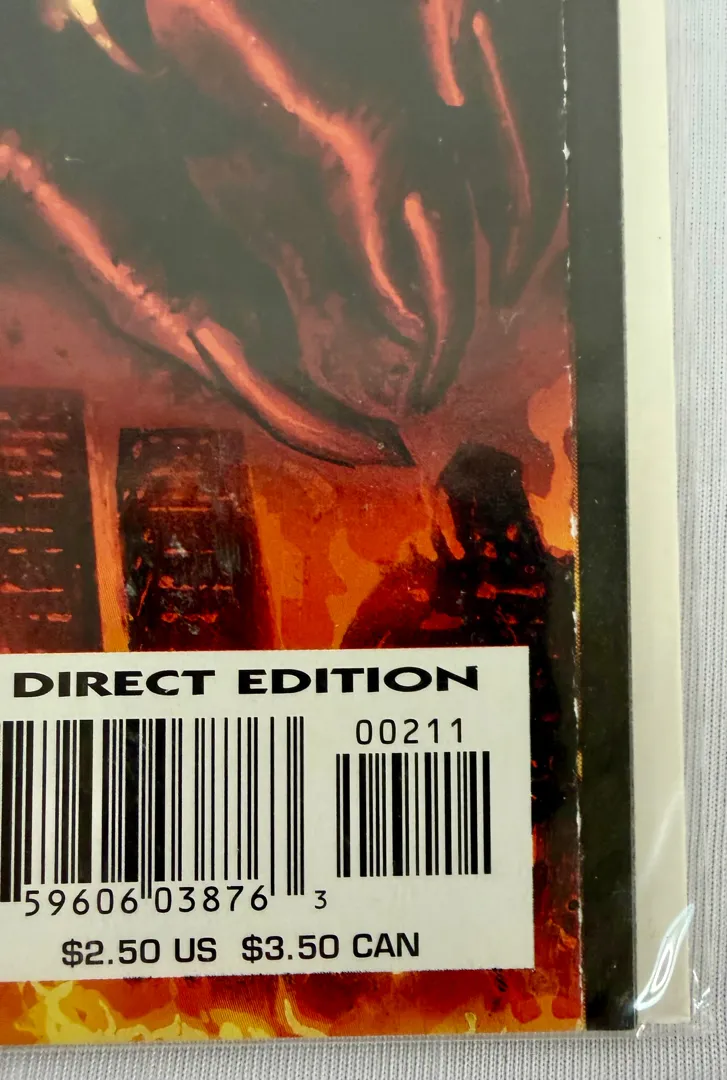 DIRECT EDITION
00211
59606 03876 3
$2.50 US $3.50 CAN